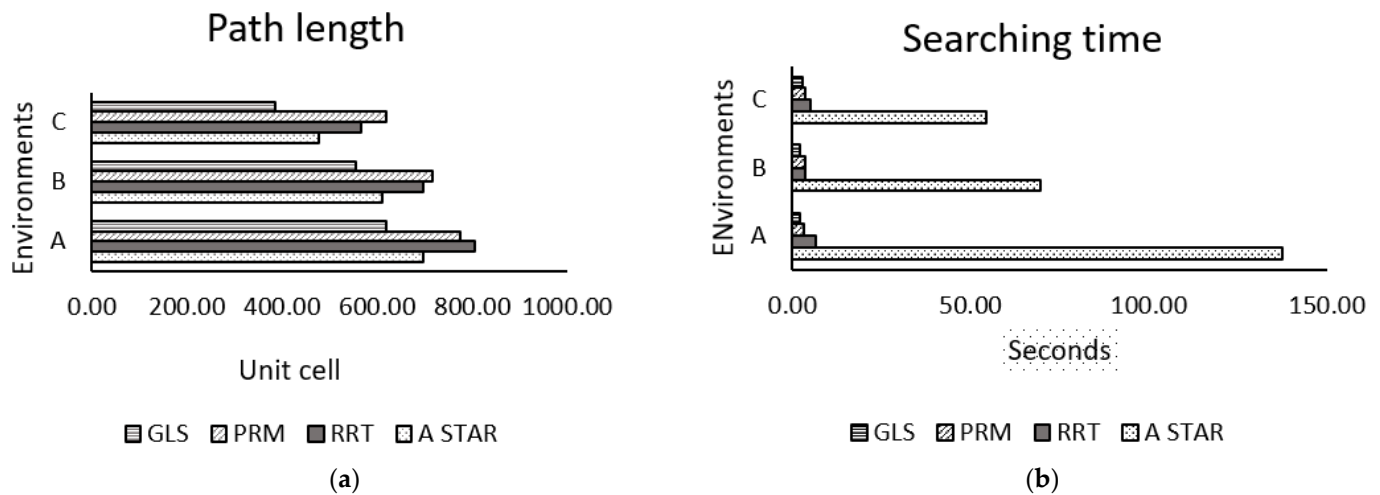 Path length
Environments
C
B
A
0.00 200.00 400.00 600.00 800.00 1000.00
Unit cell
GLS PRM RRT A STAR
(a)
Searching time
ENvironments
C
B
A
0.00 50.00 100.00 150.00
Seconds
GLS PRM RRT A STAR
(b)